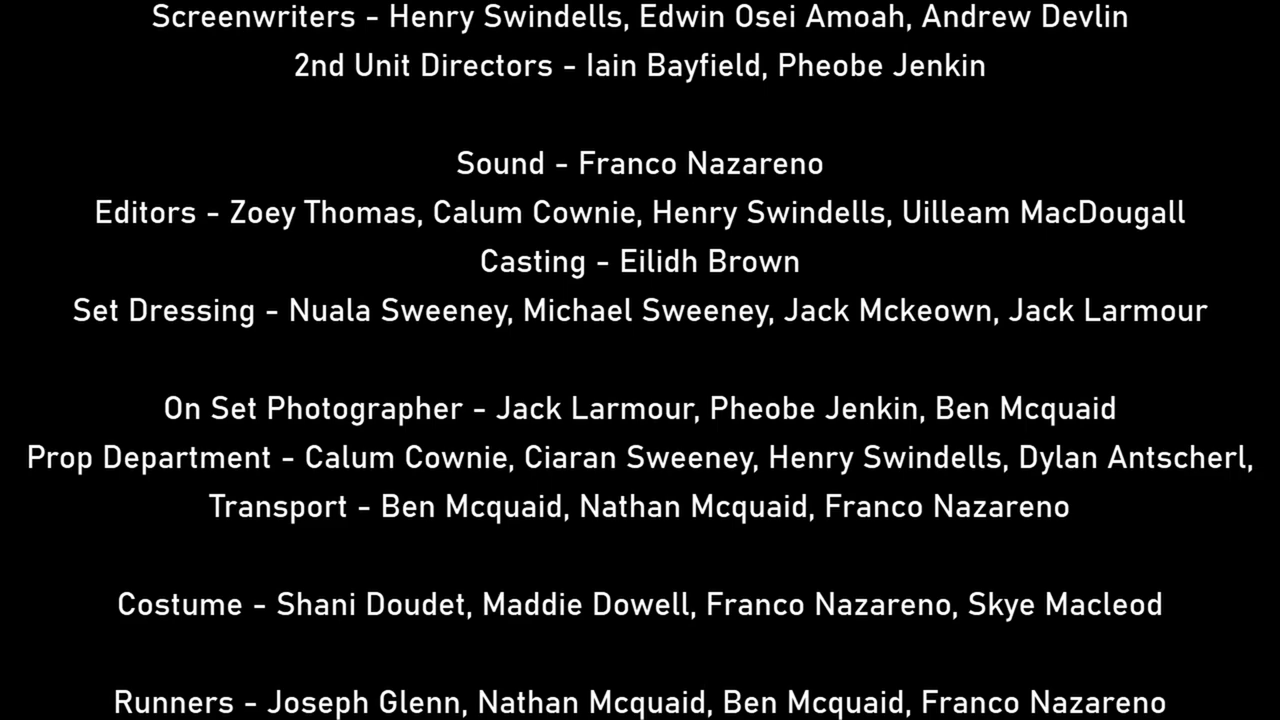 Screenwriters - Henry Swindells, Edwin Osei Amoah, Andrew Devlin
2nd Unit Directors - Iain Bayfield, Pheobe Jenkin
Sound - Franco Nazareno
Editors - Zoey Thomas, Calum Cownie, Henry Swindells, Uilleam MacDougall
Casting - Eilidh Brown
Set Dressing - Nuala Sweeney, Michael Sweeney, Jack Mckeown, Jack Larmour
On Set Photographer - Jack Larmour, Pheobe Jenkin, Ben Mcquaid
Prop Department - Calum Cownie, Ciaran Sweeney, Henry Swindells, Dylan Antscherl,
Transport - Ben Mcquaid, Nathan Mcquaid, Franco Nazareno
Costume - Shani Doudet, Maddie Dowell, Franco Nazareno, Skye Macleod
Runners - Joseph Glenn, Nathan Mcquaid, Ben Mcquaid, Franco Nazareno